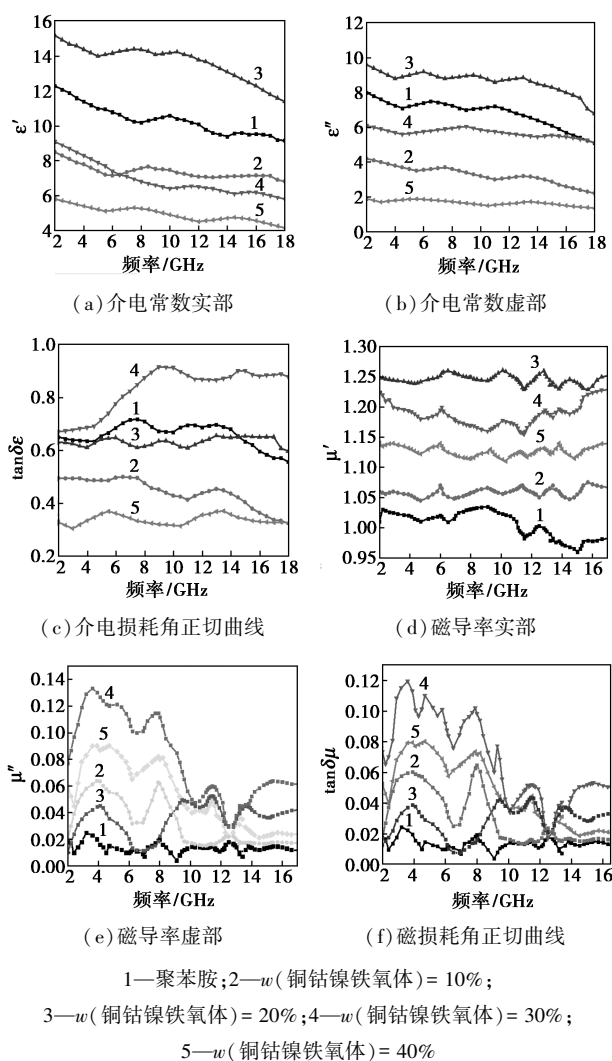 16
14
12
10
8
6
4
ε′
3
1
2
4
5
2 4 6 8 10 12 14 16 18
频率/GHz
(a)介电常数实部
12
10
8
6
4
2
0
ε″
3
1
4
2
5
2 4 6 8 10 12 14 16 18
频率/GHz
(b)介电常数虚部
1.0
0.8
0.6
0.4
0.2
tanδε
4
1
3
2
5
2 4 6 8 10 12 14 16 18
频率/GHz
(c)介电损耗角正切曲线
1.30
1.25
1.20
1.15
1.10
1.05
1.00
0.95
μ′
3
4
5
2
1
2 4 6 8 10 12 14 16
频率/GHz
(d)磁导率实部
0.14
0.12
0.10
0.08
0.06
0.04
0.02
0.00
μ″
4
5
2
3
1
2 4 6 8 10 12 14 16
频率/GHz
(e)磁导率虚部
0.12
0.10
0.08
0.06
0.04
0.02
0.00
tanδμ
4
5
2
3
1
2 4 6 8 10 12 14 16
频率/GHz
(f)磁损耗角正切曲线
1—聚苯胺;2—w(铜钴镍铁氧体)= 10%;
3—w(铜钴镍铁氧体)= 20%;4—w(铜钴镍铁氧体)= 30%;
5—w(铜钴镍铁氧体)= 40%